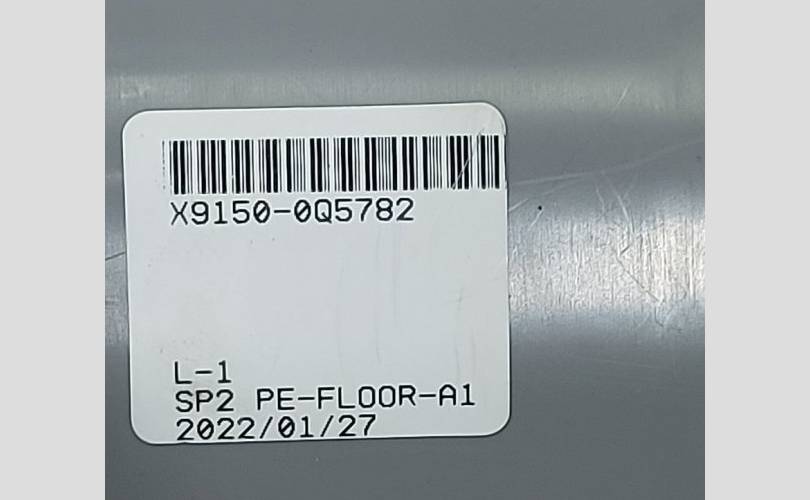 X9150-0Q5782
L-1
SP2 PE-FLOOR-A1
2022/01/27